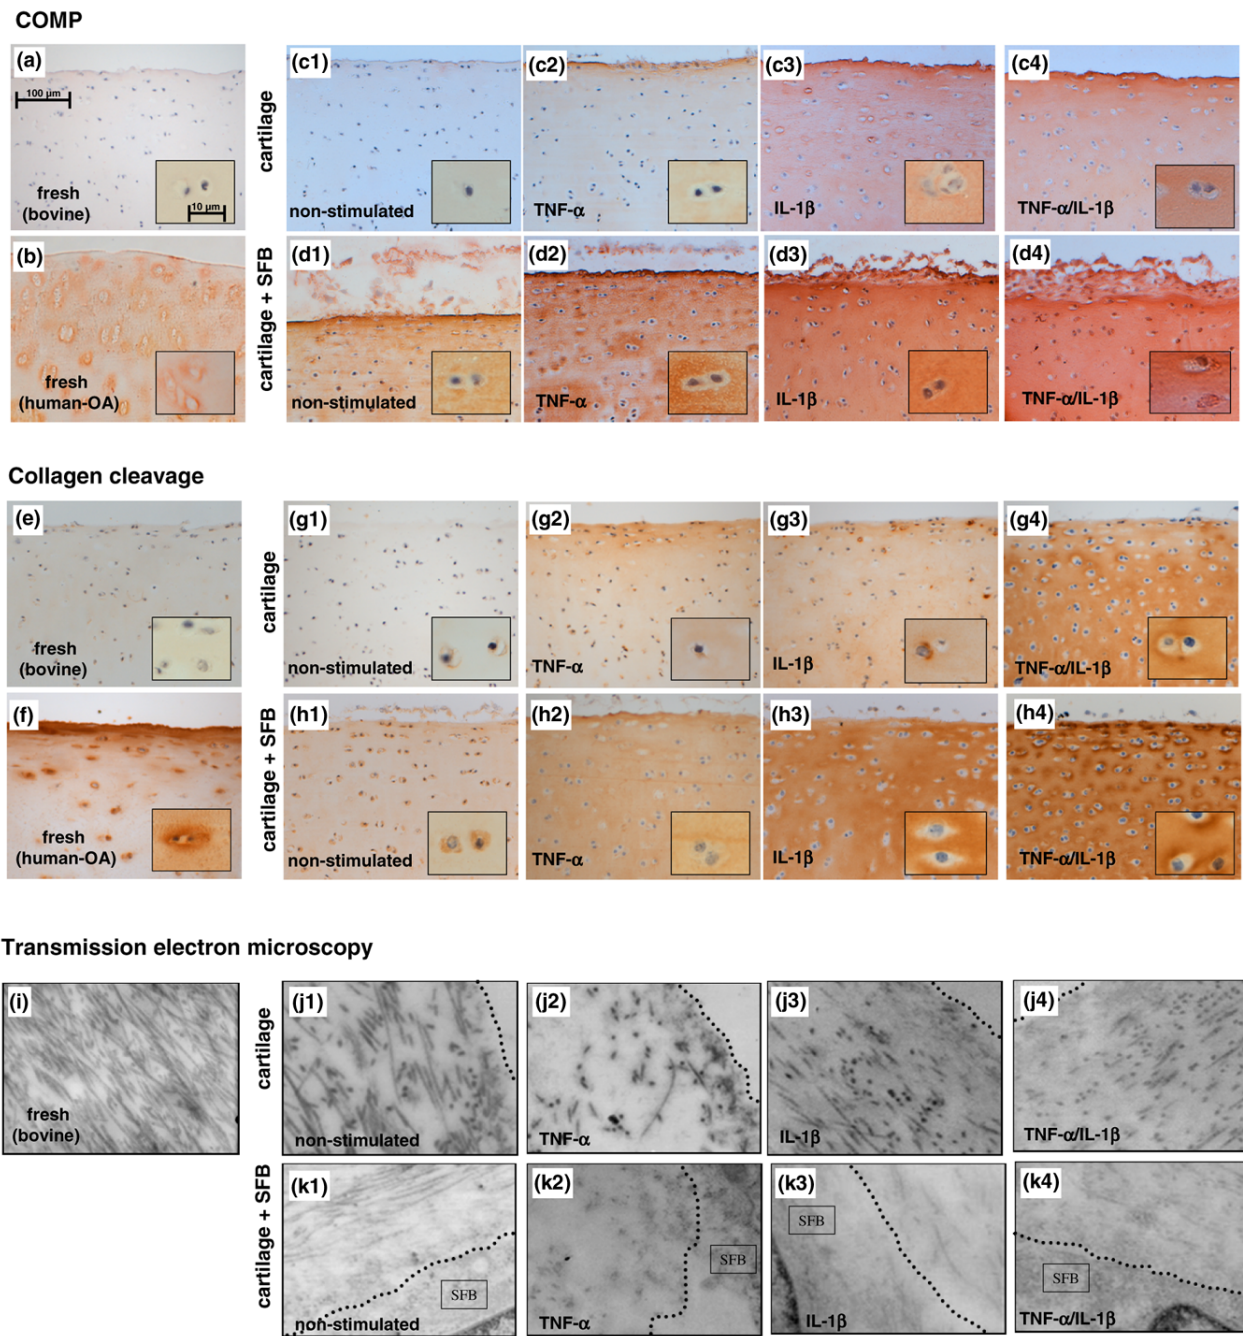 COMP
(a)
100 µm
10 µm
fresh
(bovine)
cartilage
(c1)
non-stimulated
(c2)
TNF-α
(c3)
IL-1β
(c4)
TNF-α/IL-1β
(b)
fresh
(human-OA)
cartilage + SFB
(d1)
non-stimulated
(d2)
TNF-α
(d3)
IL-1β
(d4)
TNF-α/IL-1β
Collagen cleavage
(e)
fresh
(bovine)
cartilage
(g1)
non-stimulated
(g2)
TNF-α
(g3)
IL-1β
(g4)
TNF-α/IL-1β
(f)
fresh
(human-OA)
cartilage + SFB
(h1)
non-stimulated
(h2)
TNF-α
(h3)
IL-1β
(h4)
TNF-α/IL-1β
Transmission electron microscopy
(i)
fresh
(bovine)
cartilage
(j1)
non-stimulated
(j2)
TNF-α
(j3)
IL-1β
(j4)
TNF-α/IL-1β
cartilage + SFB
(k1)
SFB
non-stimulated
(k2)
SFB
TNF-α
(k3)
SFB
IL-1β
(k4)
SFB
TNF-α/IL-1β